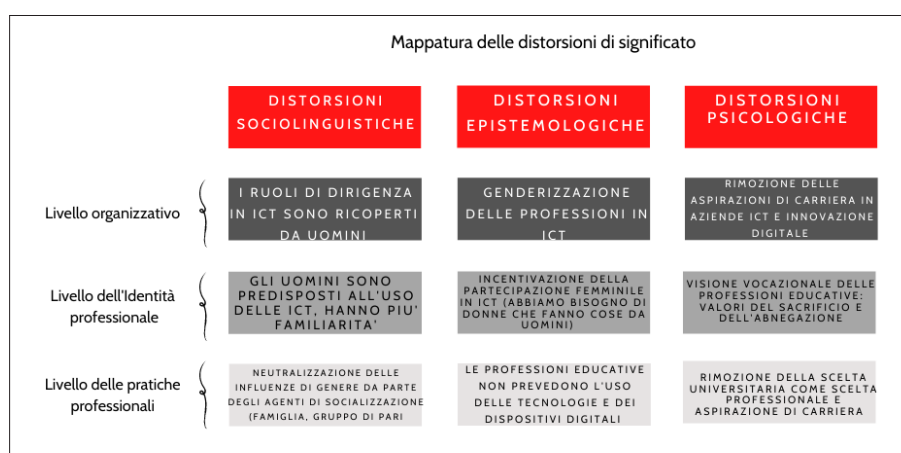 Mappatura delle distorsioni di significato
DISTORSIONI
SOCIOLINGUISTICHE
DISTORSIONI
EPISTEMOLOGICHE
DISTORSIONI
PSICOLOGICHE
Livello organizzativo
I RUOLI DI DIRIGENZA
IN ICT SONO RICOPERTI
DA UOMINI
GENDERIZZAZIONE
DELLE PROFESSIONI IN
ICT
RIMOZIONE DELLE
ASPIRAZIONI DI CARRIERA IN
AZIENDE ICT E INNOVAZIONE
DIGITALE
Livello dell'Identità
professionale
GLI UOMINI SONO
PREDISPOSTI ALL'USO
DELLE ICT, HANNO PIU'
FAMILIARITA'
INCENTIVAZIONE DELLA
PARTECIPAZIONE FEMMINILE
IN ICT (ABBIAMO BISOGNO DI
DONNE CHE FANNO COSE DA
UOMINI)
VISIONE VOCAZIONALE DELLE
PROFESSIONI EDUCATIVE:
VALORI DEL SACRIFICIO E
DELL'ABNEGAZIONE
Livello delle pratiche
professionali
NEUTRALIZZAZIONE DELLE
INFLUENZE DI GENERE DA PARTE
DEGLI AGENTI DI SOCIALIZZAZIONE
(FAMIGLIA, GRUPPO DI PARI
LE PROFESSIONI EDUCATIVE
NON PREVEDONO L'USO
DELLE TECNOLOGIE E DEI
DISPOSITIVI DIGITALI
RIMOZIONE DELLA SCELTA
UNIVERSITARIA COME SCELTA
PROFESSIONALE E
ASPIRAZIONE DI CARRIERA